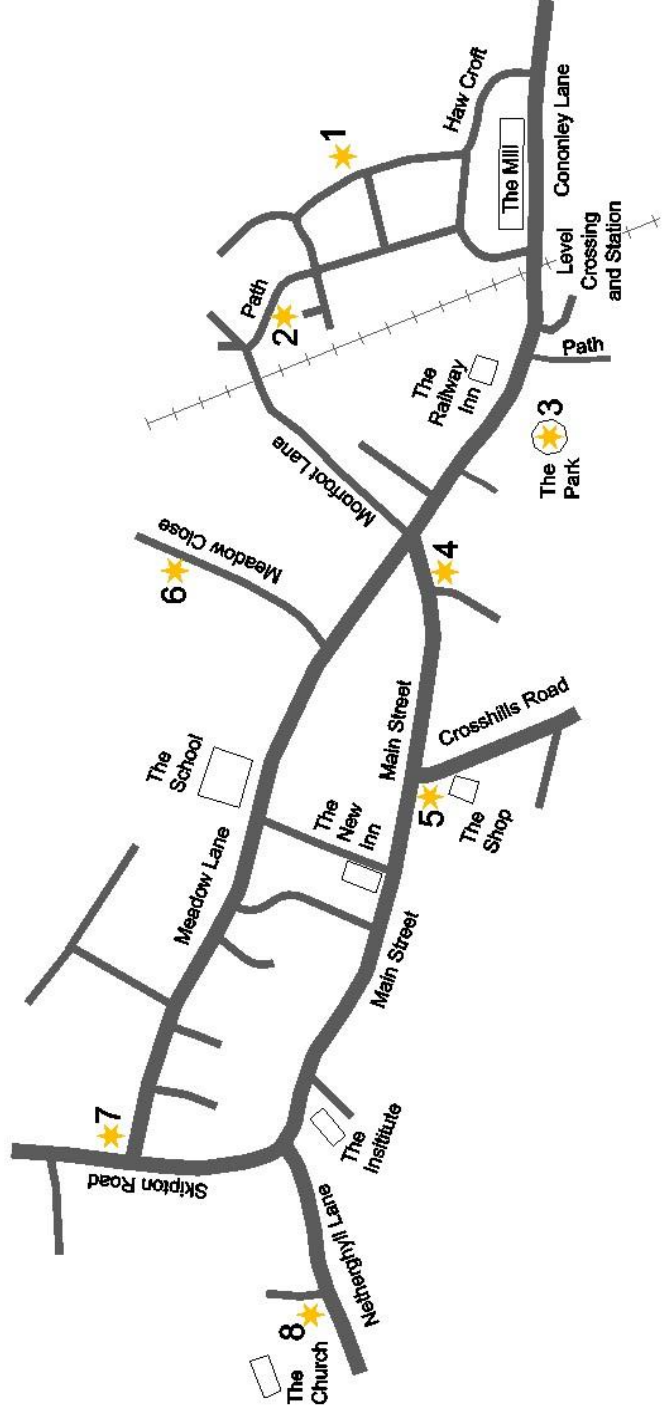 Haw Croft
1
The Mill
Cononley Lane
Level
Crossing
and Station
Path
2
Path
The
Railway
Inn
3
The
Park
Moorfoot Lane
4
Meadow Close
6
Main Street
Crosshills Road
The
School
The
New
Inn
5
The
Shop
Meadow Lane
Main Street
7
Skipton Road
The
Insititute
Netherghyll Lane
8
The
Church